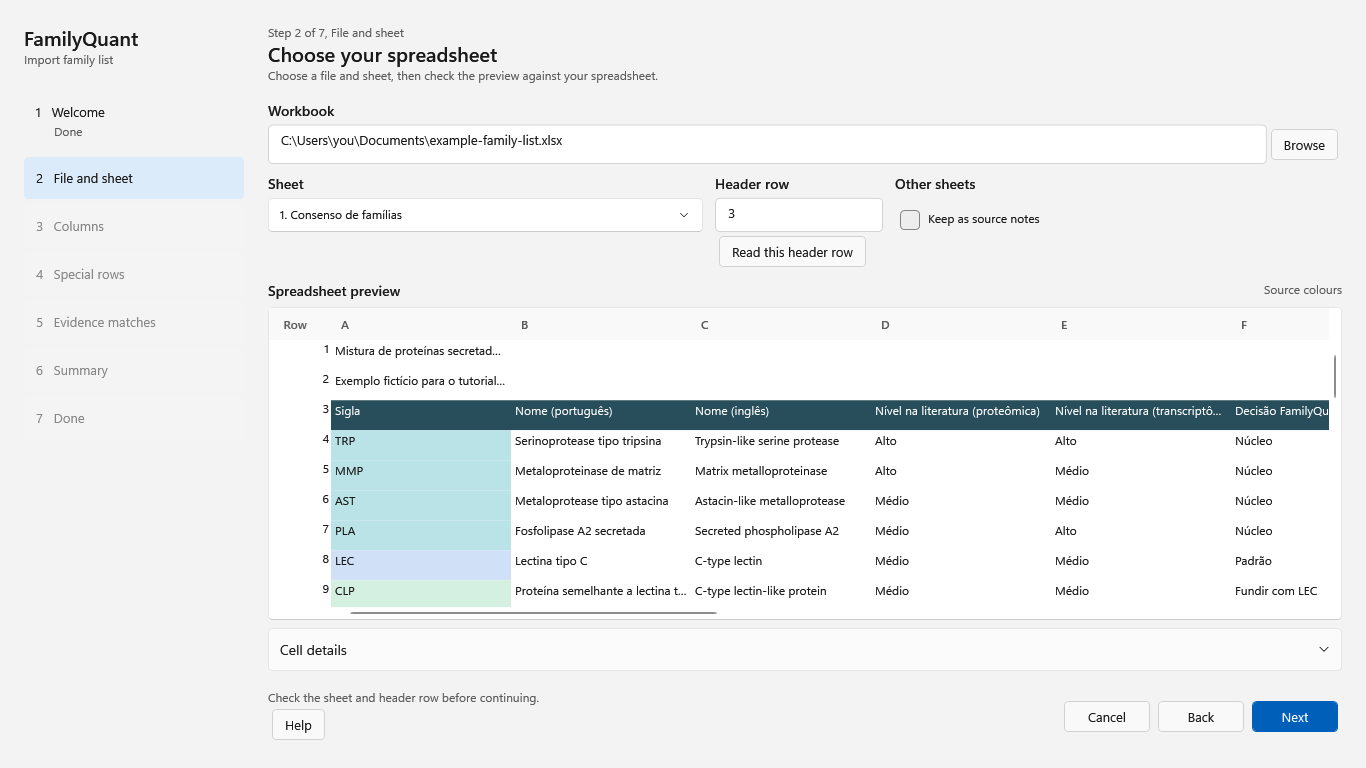 FamilyQuant
Import family list
1 Welcome
Done
2 File and sheet
3 Columns
4 Special rows
5 Evidence matches
6 Summary
7 Done
Step 2 of 7, File and sheet
Choose your spreadsheet
Choose a file and sheet, then check the preview against your spreadsheet.
Workbook
C:\Users\you\Documents\example-family-list.xlsx
Browse
Sheet
Header row
Other sheets
1. Consenso de famílias
3
Keep as source notes
Read this header row
Spreadsheet preview
Source colours
Row A B C D E F
1 Mistura de proteínas secretad...
2 Exemplo fictício para o tutorial...
3 Sigla Nome (português) Nome (inglês) Nível na literatura (proteômica) Nível na literatura (transcriptô... Decisão FamilyQu
4 TRP Serinoprotease tipo tripsina Trypsin-like serine protease Alto Alto Núcleo
5 MMP Metaloproteinase de matriz Matrix metalloproteinase Alto Médio Núcleo
6 AST Metaloprotease tipo astacina Astacin-like metalloprotease Médio Médio Núcleo
7 PLA Fosfolipase A2 secretada Secreted phospholipase A2 Médio Alto Núcleo
8 LEC Lectina tipo C C-type lectin Médio Médio Padrão
9 CLP Proteína semelhante a lectina t... C-type lectin-like protein Médio Médio Fundir com LEC
Cell details
Check the sheet and header row before continuing.
Help
Cancel
Back
Next